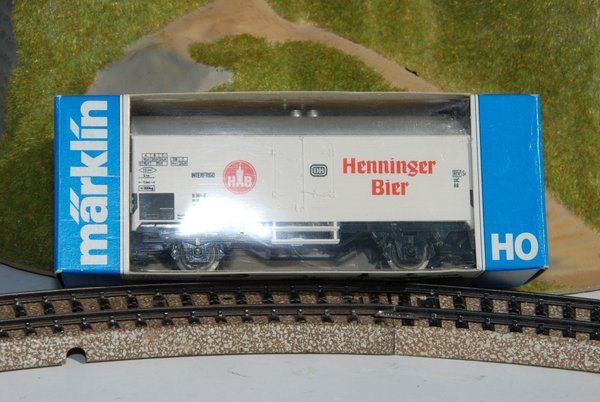 märklin
INTERFRIGO
HAB
DB
Henninger
Bier
HO